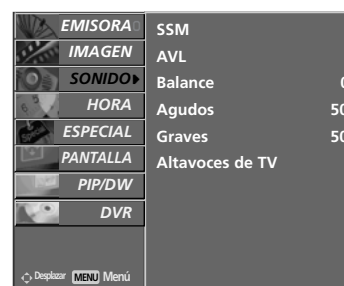 EMISORA
IMAGEN
SONIDO
HORA
ESPECIAL
PANTALLA
PIP/DW
DVR
Desplazar MENU Menú
SSM
AVL
Balance 0
Agudos 50
Graves 50
Altavoces de TV